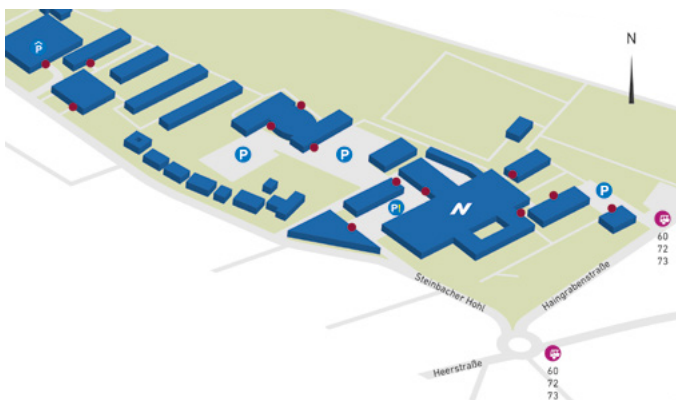 N
P
P
P
P
P!
N
60
72
73
Steinbacher Hohl
Haingrabenstraße
Heerstraße
60
72
73